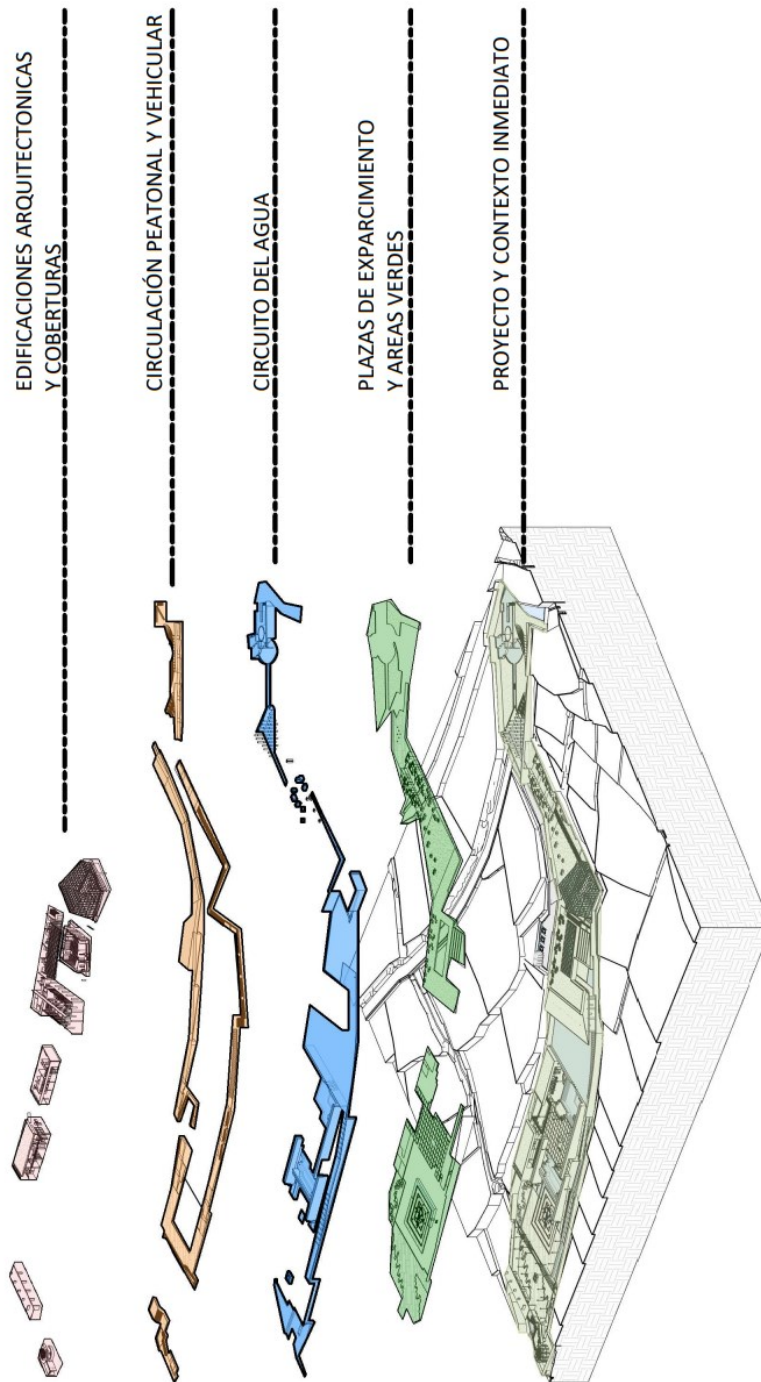 EDIFICACIONES ARQUITECTONICAS
Y COBERTURAS
CIRCULACIÓN PEATONAL Y VEHICULAR
CIRCUITO DEL AGUA
PLAZAS DE EXPARCIMIENTO
Y AREAS VERDES
PROYECTO Y CONTEXTO INMEDIATO